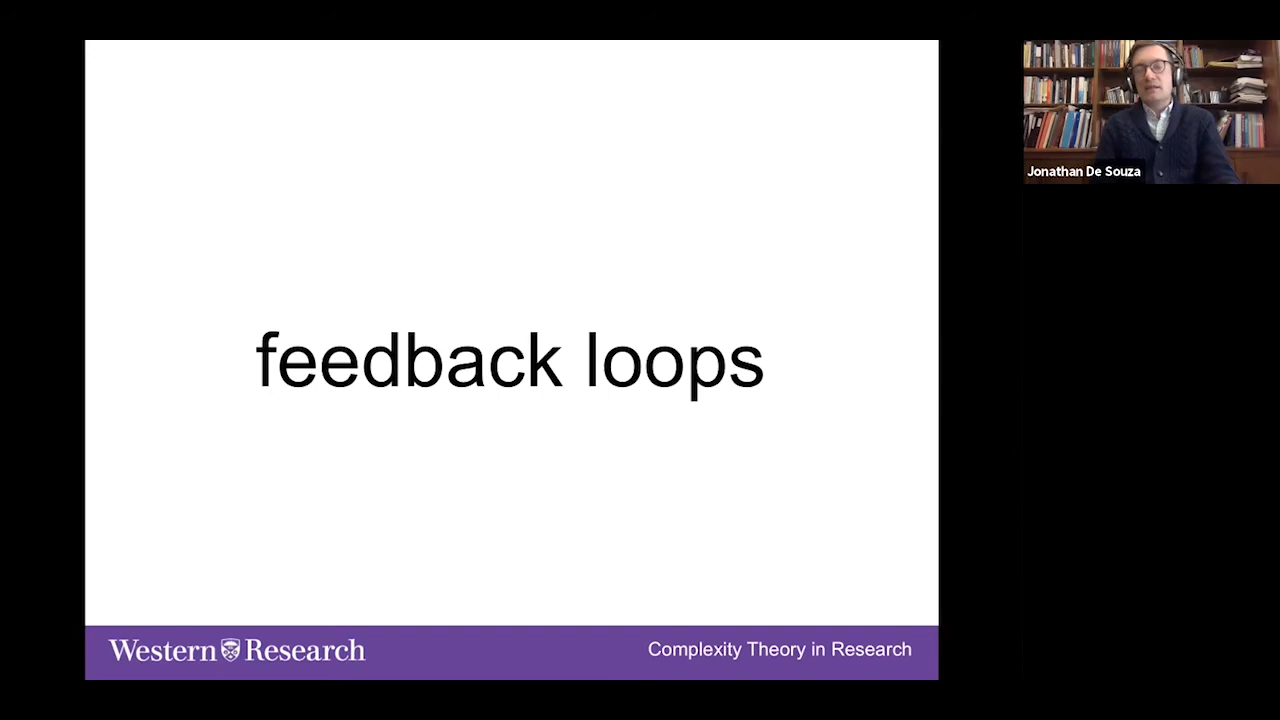 feedback loops
Western Research
Complexity Theory in Research
Jonathan De Souza